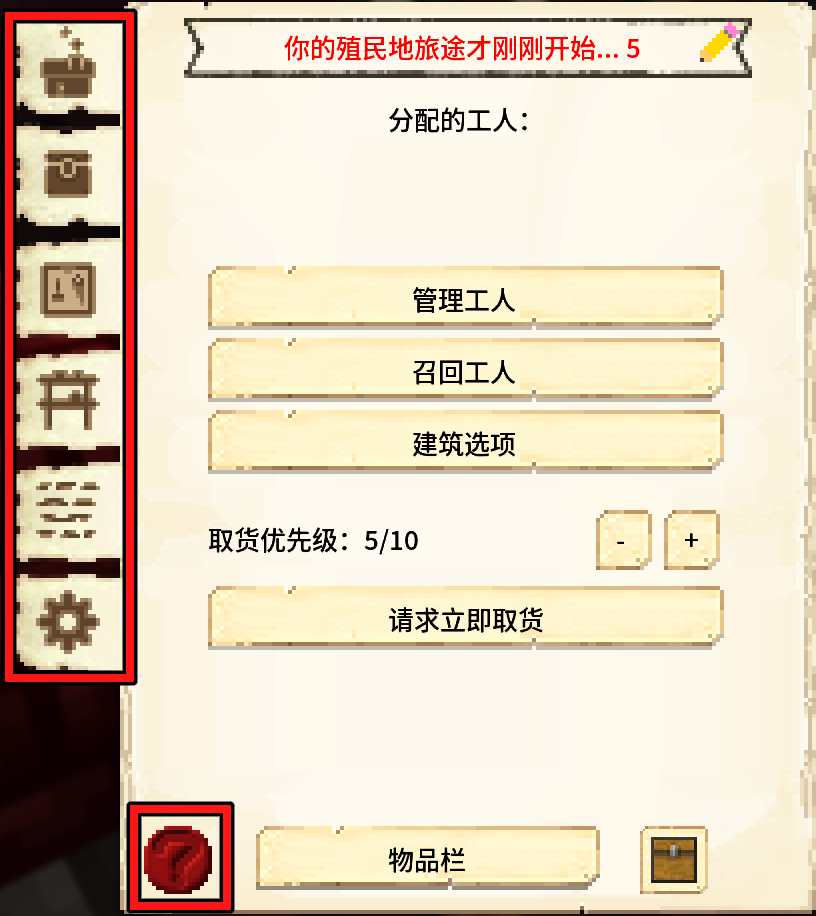 你的殖民地旅途才刚刚开始... 5
分配的工人：
管理工人
召回工人
建筑选项
取货优先级：5/10
-
+
请求立即取货
?
物品栏